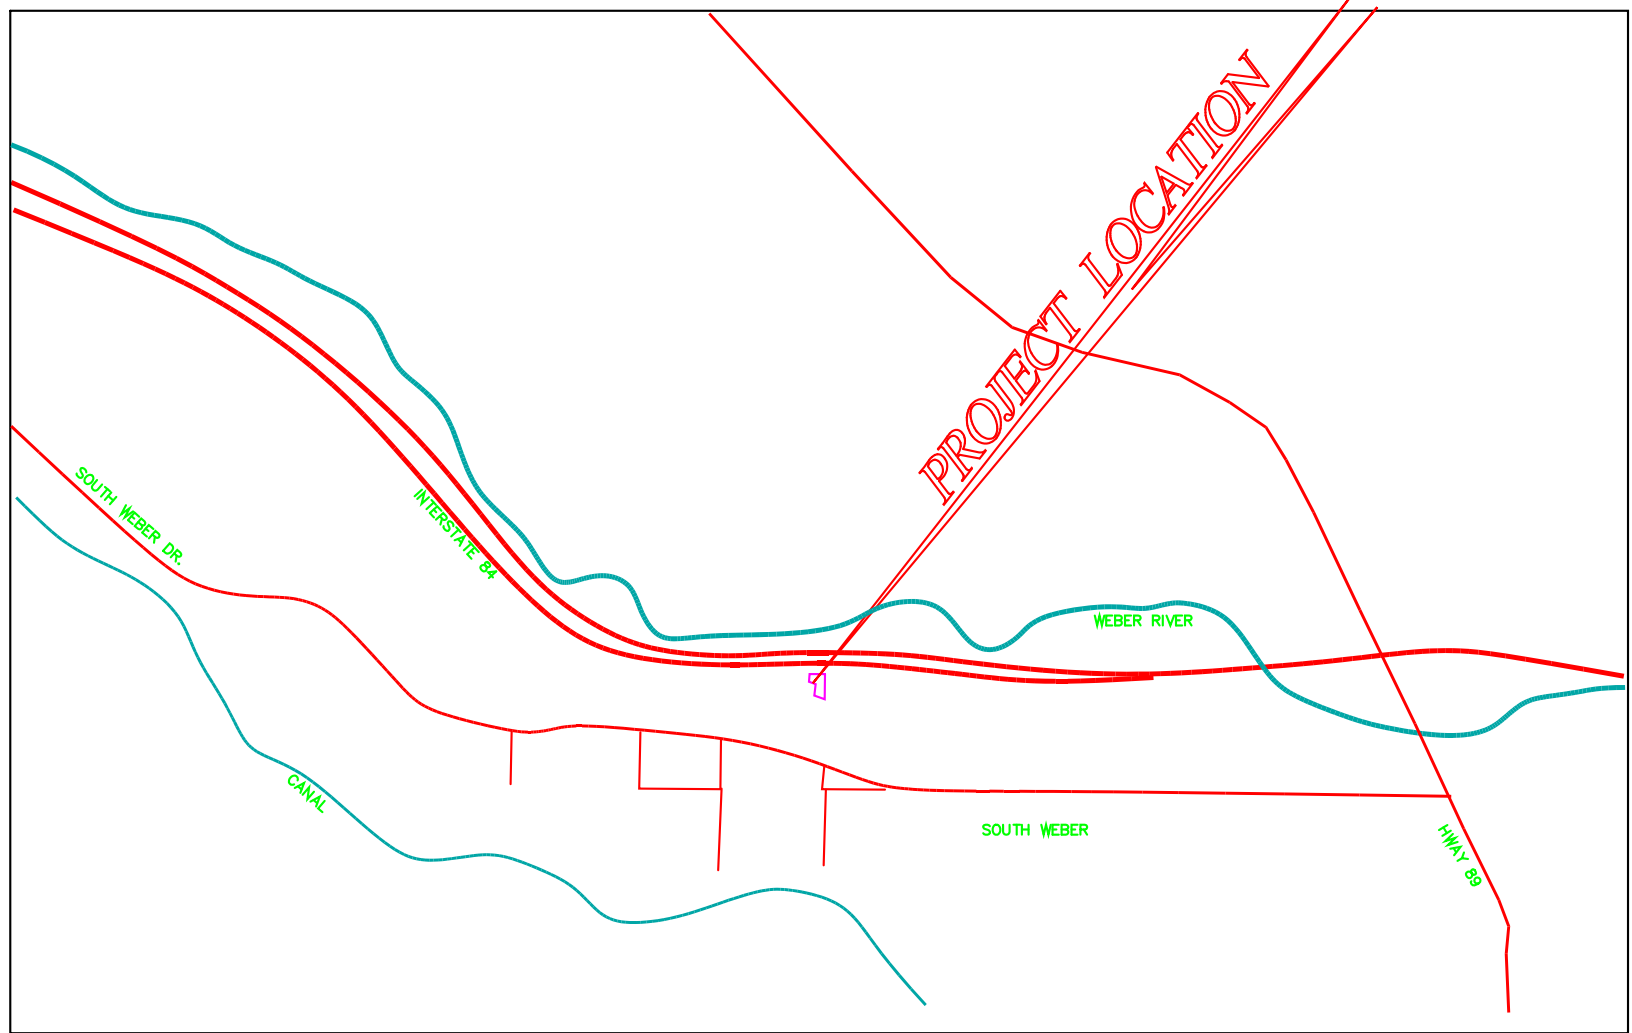 PROJECT LOCATION
SOUTH WEBER DR.
INTERSTATE 84
WEBER RIVER
CANAL
SOUTH WEBER
HWAY 89